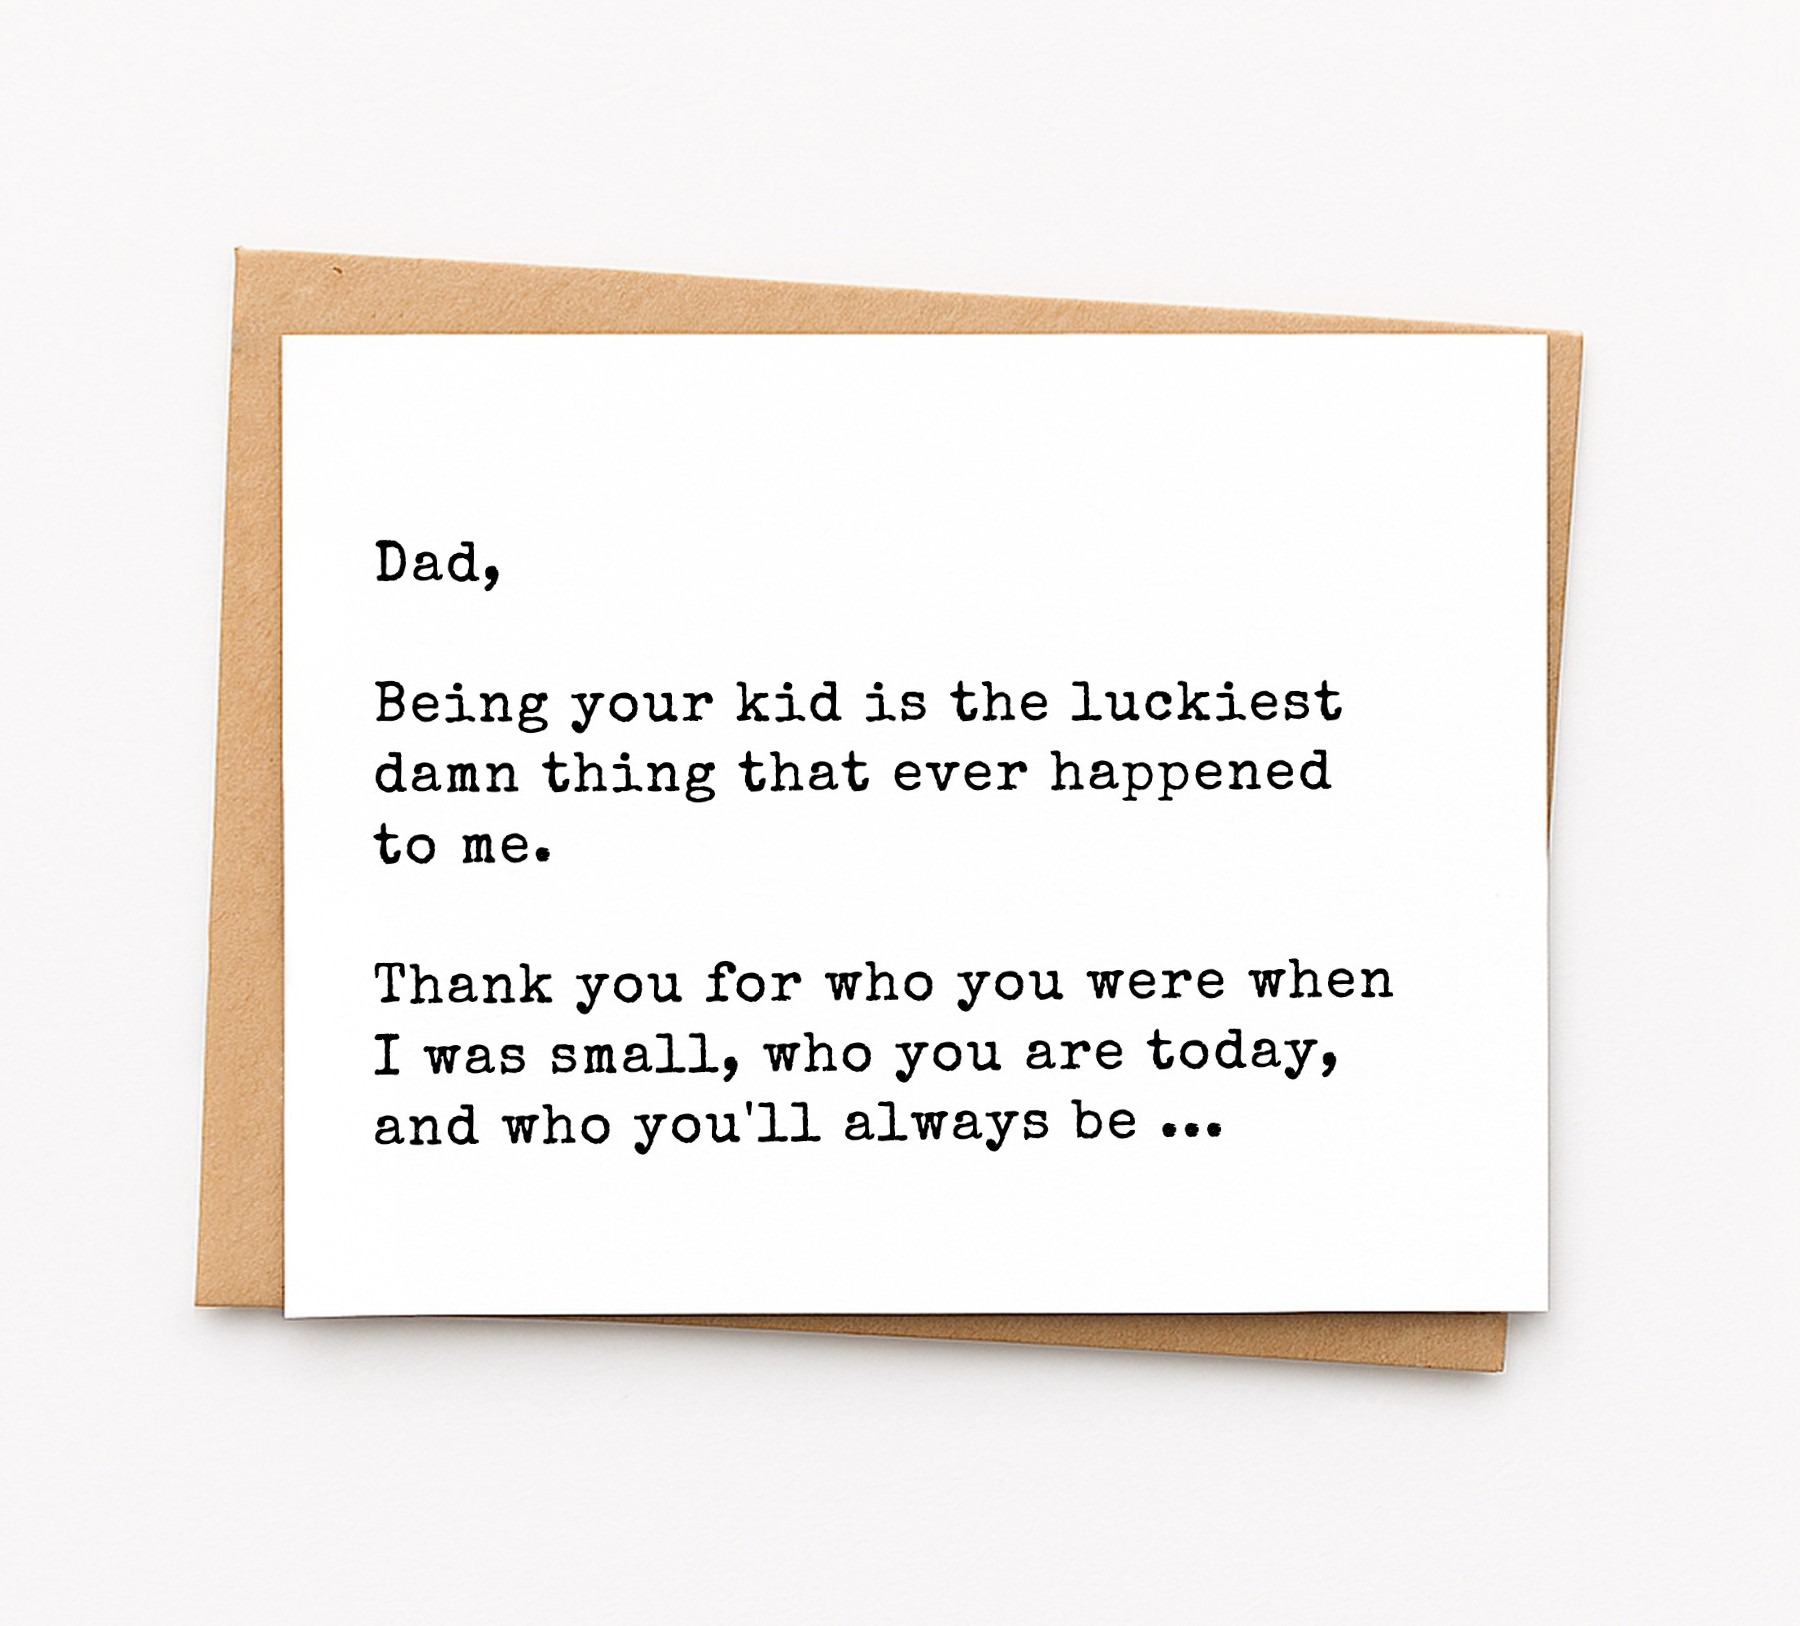 Dad,
Being your kid is the luckiest
damn thing that ever happened
to me.
Thank you for who you were when
I was small, who you are today,
and who you'll always be ...